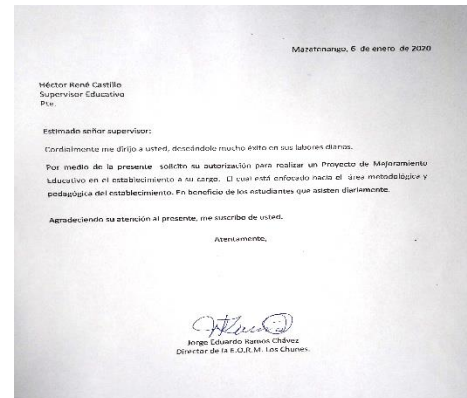 Mazatenango, 6 de enero de 2020
Héctor René Castillo
Supervisor Educativo
Pte.
Estimado señor supervisor:
Cordialmente me dirijo a usted, deseándole mucho éxito en sus labores diarias.
Por medio de la presente solicito su autorización para realizar un Proyecto de Mejoramiento
Educativo en el establecimiento a su cargo. El cual está enfocado hacia el área metodológica y
pedagógica del establecimiento. En beneficio de los estudiantes que asisten diariamente.
Agradeciendo su atención al presente, me suscribo de usted.
Atentamente,
Jorge Eduardo Ramos Chávez
Director de la E.O.R.M. Los Chunes.